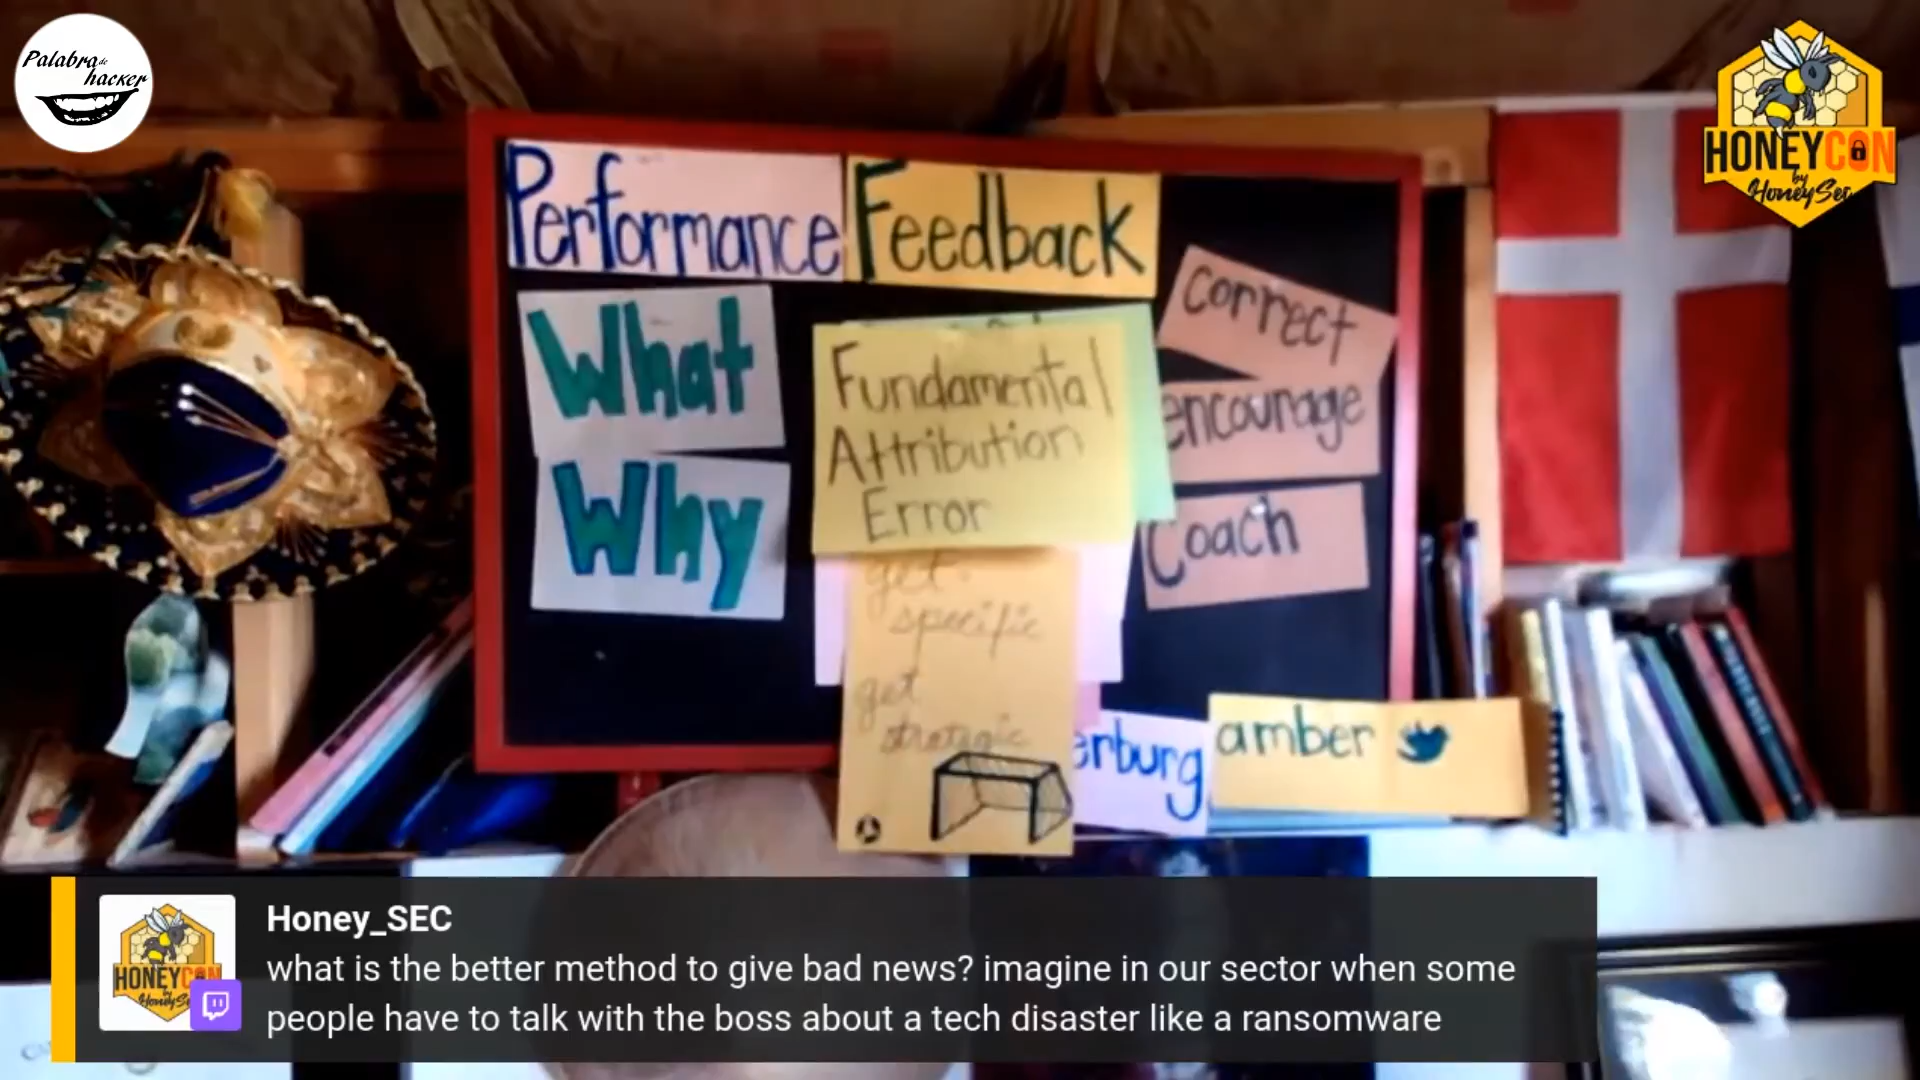 Palabra de
hacker
HONEYCON
by
HoneySec
Performance
Feedback
What
Why
Fundamental
Attribution
Error
correct
encourage
Coach
get
specific
get
strategic
erburg
amber
Honey_SEC
what is the better method to give bad news? imagine in our sector when some
people have to talk with the boss about a tech disaster like a ransomware